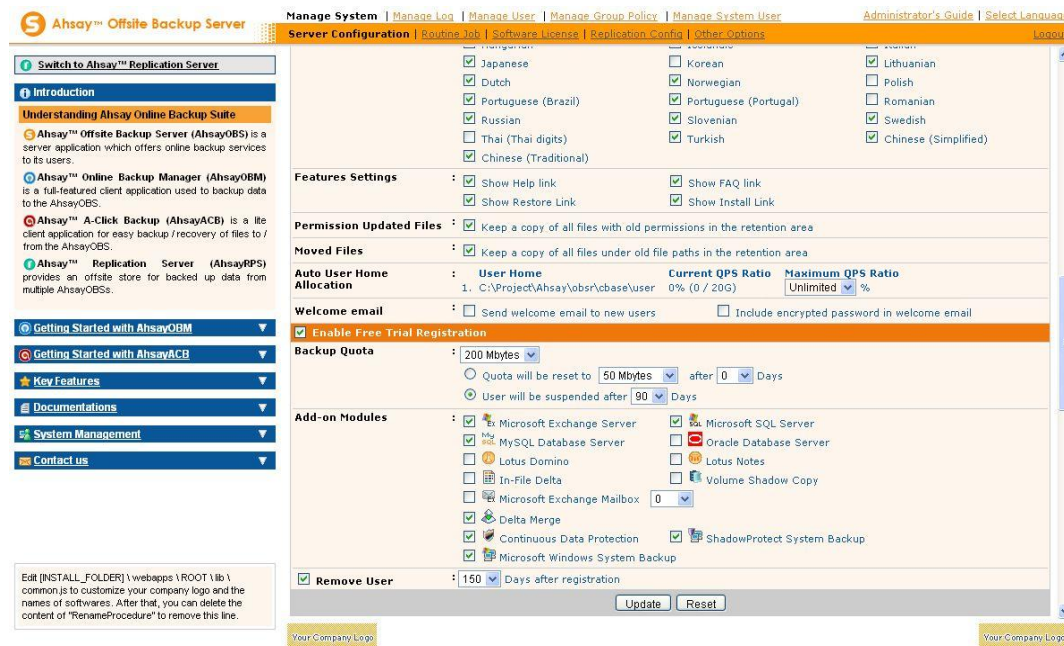 Ahsay™ Offsite Backup Server
Manage System | Manage Log | Manage User | Manage Group Policy | Manage System User
Administrator's Guide | Select Languag
Server Configuration | Routine Job | Software License | Replication Config | Other Options
Logou
Switch to Ahsay™ Replication Server
Introduction
Understanding Ahsay Online Backup Suite
Ahsay™ Offsite Backup Server (AhsayOBS) is a
server application which offers online backup services
to its users.
Ahsay™ Online Backup Manager (AhsayOBM)
is a full-featured client application used to backup data
to the AhsayOBS.
Ahsay™ A-Click Backup (AhsayACB) is a lite
client application for easy backup / recovery of files to /
from the AhsayOBS.
Ahsay™ Replication Server (AhsayRPS)
provides an offsite store for backed up data from
multiple AhsayOBSs.
Getting Started with AhsayOBM
Getting Started with AhsayACB
Key Features
Documentations
System Management
Contact us
Edit [INSTALL_FOLDER] \ webapps \ ROOT \ lib \
common.js to customize your company logo and the
names of softwares. After that, you can delete the
content of "RenameProcedure" to remove this line.
Japanese Korean Lithuanian
Dutch Norwegian Polish
Portuguese (Brazil) Portuguese (Portugal) Romanian
Russian Slovenian Swedish
Thai (Thai digits) Turkish Chinese (Simplified)
Chinese (Traditional)
Features Settings : Show Help link Show FAQ link
Show Restore Link Show Install Link
Permission Updated Files : Keep a copy of all files with old permissions in the retention area
Moved Files : Keep a copy of all files under old file paths in the retention area
Auto User Home Allocation : User Home Current QPS Ratio Maximum QPS Ratio
1. C:\Project\Ahsay\obsr\cbase\user 0% (0 / 20G) Unlimited %
Welcome email : Send welcome email to new users Include encrypted password in welcome email
Enable Free Trial Registration
Backup Quota : 200 Mbytes
Quota will be reset to 50 Mbytes after 0 Days
User will be suspended after 90 Days
Add-on Modules : Microsoft Exchange Server Microsoft SQL Server
MySQL Database Server Oracle Database Server
Lotus Domino Lotus Notes
In-File Delta Volume Shadow Copy
Microsoft Exchange Mailbox 0
Delta Merge
Continuous Data Protection ShadowProtect System Backup
Microsoft Windows System Backup
Remove User : 150 Days after registration
Update Reset
Your Company Logo
Your Company Logo